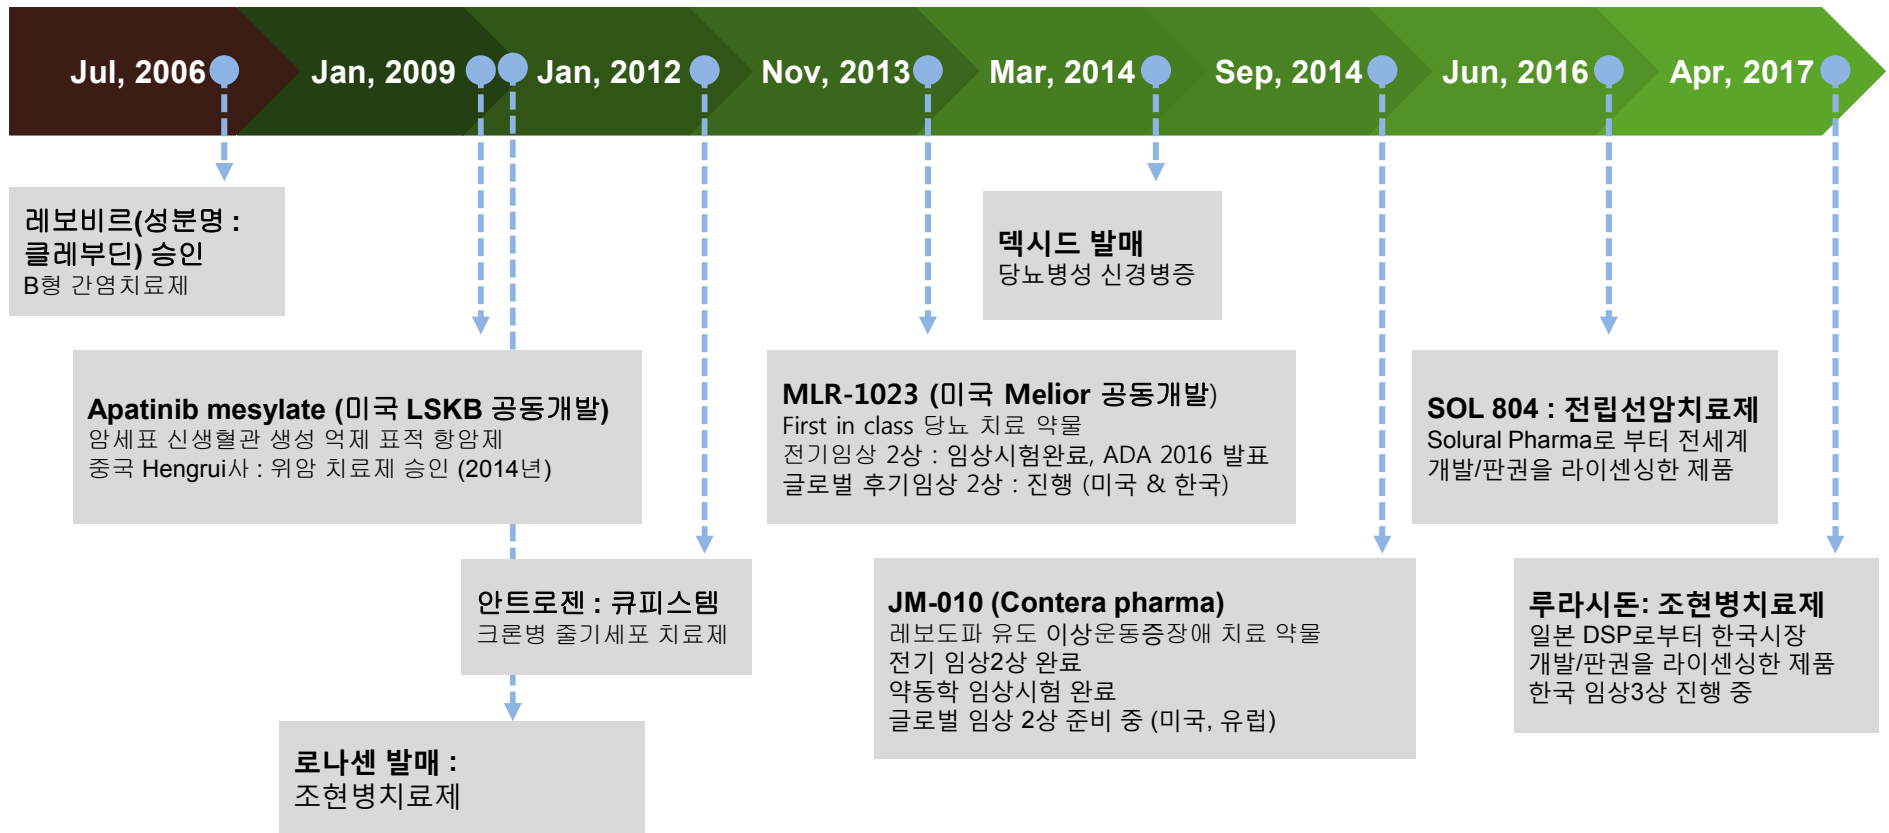 Jul, 2006
Jan, 2009
Jan, 2012
Nov, 2013
Mar, 2014
Sep, 2014
Jun, 2016
Apr, 2017
레보비르(성분명 :
클레부딘) 승인
B형 간염치료제
덱시드 발매
당뇨병성 신경병증
Apatinib mesylate (미국 LSKB 공동개발)
암세포 신생혈관 생성 억제 표적 항암제
중국 Hengrui사 : 위암 치료제 승인 (2014년)
MLR-1023 (미국 Melior 공동개발)
First in class 당뇨 치료 약물
전기임상 2상 : 임상시험완료, ADA 2016 발표
글로벌 후기임상 2상 : 진행 (미국 & 한국)
SOL 804 : 전립선암치료제
Solural Pharma로 부터 전세계
개발/판권을 라이센싱한 제품
안트로젠 : 큐피스템
크론병 줄기세포 치료제
JM-010 (Contera pharma)
레보도파 유도 이상운동증장애 치료 약물
전기 임상2상 완료
약동학 임상시험 완료
글로벌 임상 2상 준비 중 (미국, 유럽)
루라시돈: 조현병치료제
일본 DSP로부터 한국시장
개발/판권을 라이센싱한 제품
한국 임상3상 진행 중
로나센 발매 :
조현병치료제